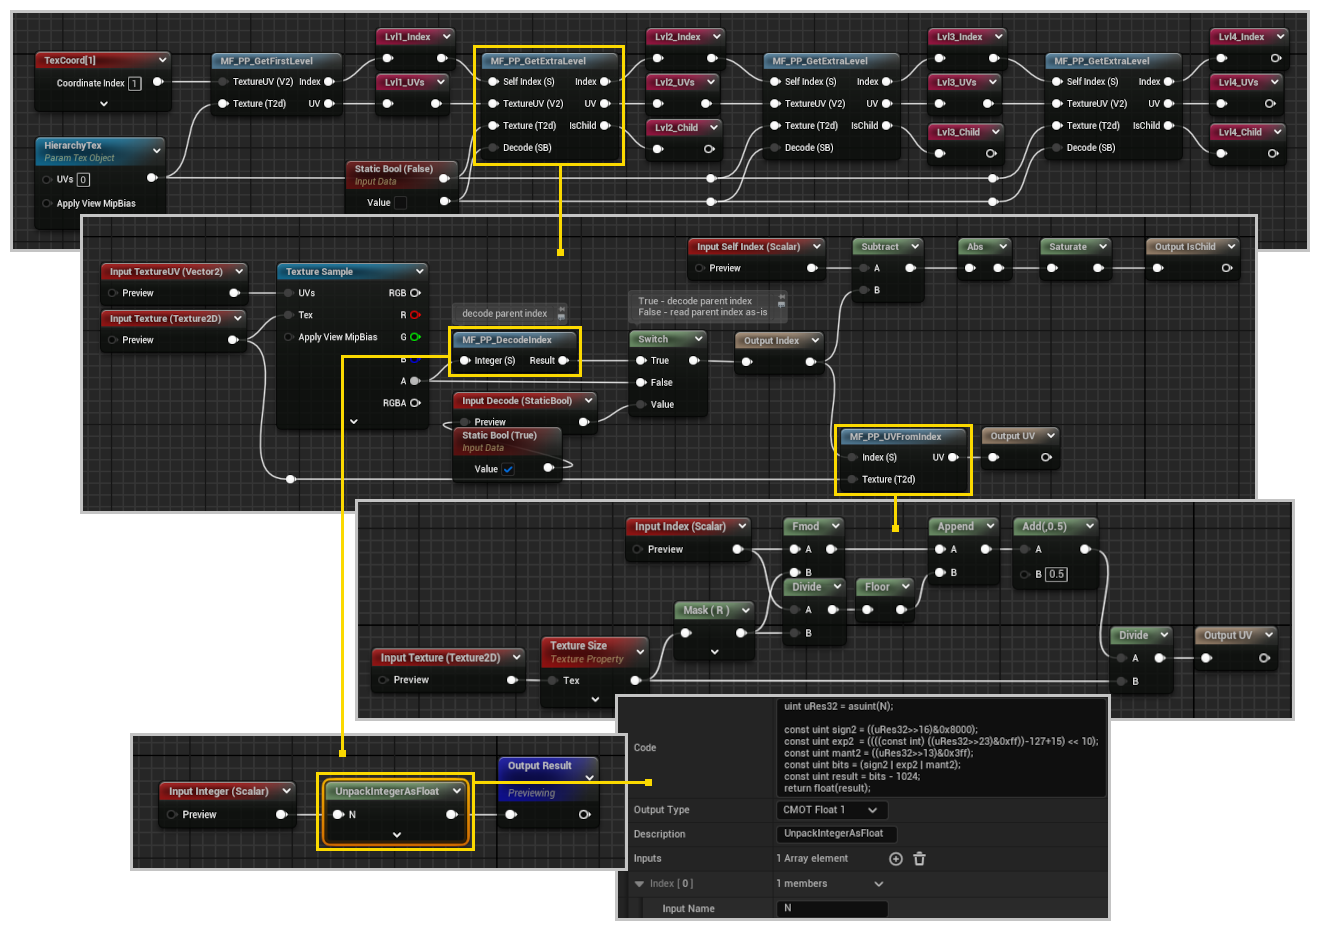 TexCoord[1]
Coordinate Index 1
HierarchyTex
Param Tex Object
UVs 0
Apply View MipBias
MF_PP_GetFirstLevel
TextureUV (V2) Index
Texture (T2d) UV
Lvl1_Index
Lvl1_UVs
Static Bool (False)
Input Data
Value
MF_PP_GetExtraLevel
Self Index (S) Index
TextureUV (V2) UV
Texture (T2d) IsChild
Decode (SB)
Lvl2_Index
Lvl2_UVs
Lvl2_Child
MF_PP_GetExtraLevel
Self Index (S) Index
TextureUV (V2) UV
Texture (T2d) IsChild
Decode (SB)
Lvl3_Index
Lvl3_UVs
Lvl3_Child
MF_PP_GetExtraLevel
Self Index (S) Index
TextureUV (V2) UV
Texture (T2d) IsChild
Decode (SB)
Lvl4_Index
Lvl4_UVs
Lvl4_Child
Input TextureUV (Vector2)
Preview
Input Texture (Texture2D)
Preview
Texture Sample
UVs RGB
Tex R
Apply View MipBias G
B
A
RGBA
decode parent index
MF_PP_DecodeIndex
Integer (S) Result
Input Decode (StaticBool)
Preview
Static Bool (True)
Input Data
Value
True - decode parent index
False - read parent index as-is
Switch
True
False
Value
Output Index
Input Self Index (Scalar)
Preview
Subtract
A
B
Abs
Saturate
Output IsChild
MF_PP_UVFromIndex
Index (S) UV
Texture (T2d)
Output UV
Input Index (Scalar)
Preview
Fmod
A
B
Divide
A
B
Floor
Append
A
B
Add(,0.5)
A
B 0.5
Mask ( R )
Input Texture (Texture2D)
Preview
Texture Size
Texture Property
Tex
Divide
A
B
Output UV
Input Integer (Scalar)
Preview
UnpackIntegerAsFloat
N
Output Result
Previewing
Code
uint uRes32 = asuint(N);
const uint sign2 = ((uRes32>>16)&0x8000);
const uint exp2 = ((((const int) ((uRes32>>23)&0xff))-127+15) << 10);
const uint mant2 = ((uRes32>>13)&0x3ff);
const uint bits = (sign2 | exp2 | mant2);
const uint result = bits - 1024;
return float(result);
Output Type CMOT Float 1
Description UnpackIntegerAsFloat
Inputs 1 Array element
Index [ 0 ] 1 members
Input Name N